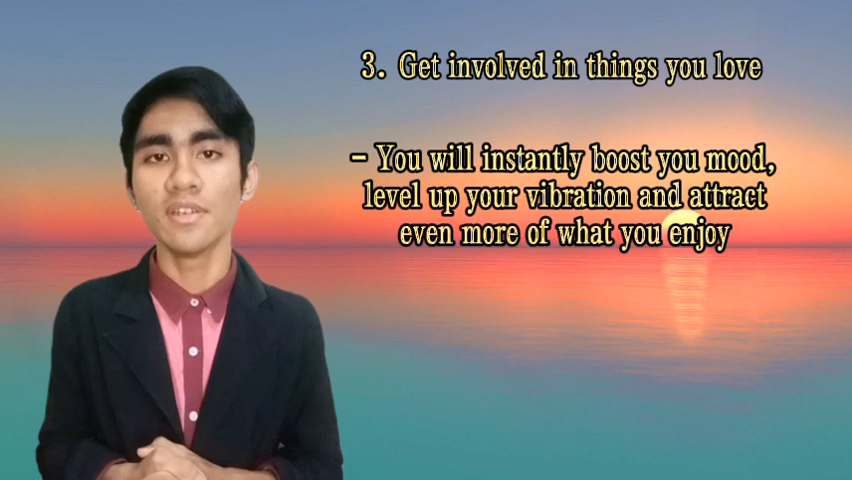 3. Get involved in things you love
- You will instantly boost you mood,
level up your vibration and attract
even more of what you enjoy